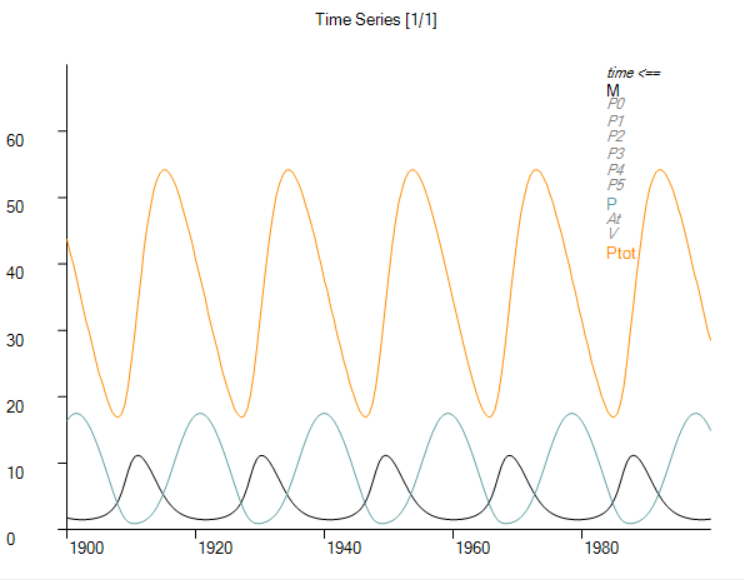 Time Series [1/1]
time <==
M
P0
P1
P2
P3
P4
P5
P
At
V
Ptot
60
50
40
30
20
10
0
1900
1920
1940
1960
1980